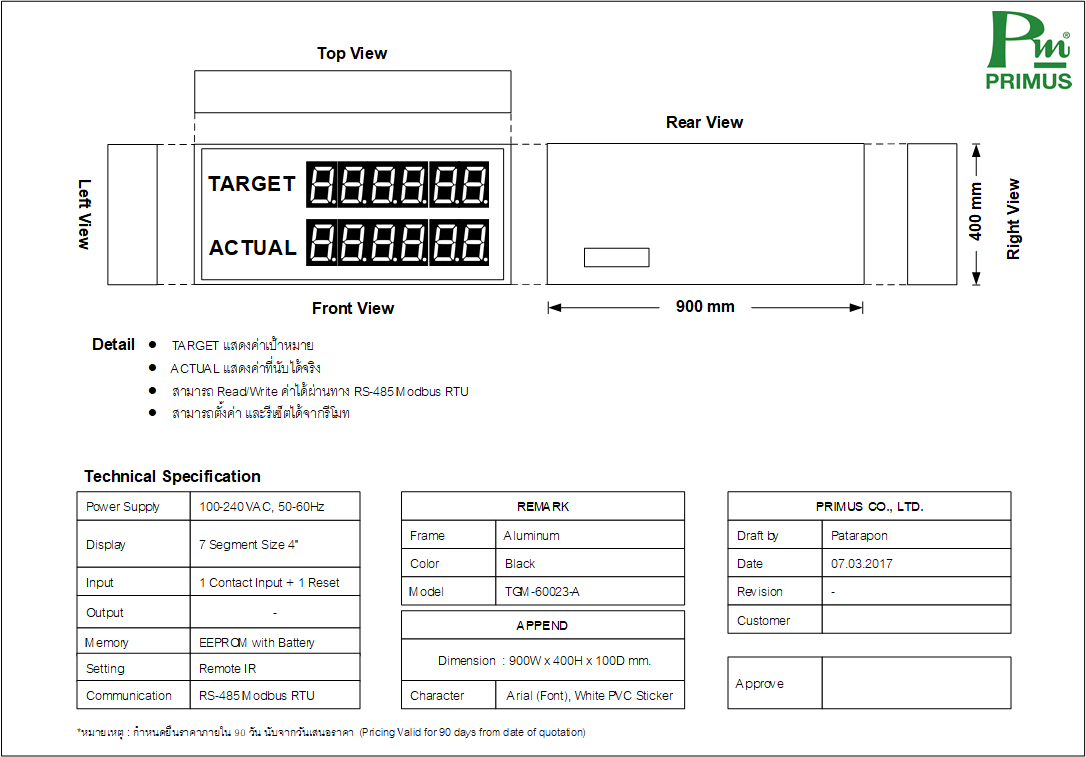 Pm®
PRIMUS
Top View
Rear View
Left View
TARGET 8.8.8.8.8.8.
ACTUAL 8.8.8.8.8.8.
400 mm
Right View
Front View
900 mm
Detail
● TARGET แสดงค่าเป้าหมาย
● ACTUAL แสดงค่าที่นับได้จริง
● สามารถ Read/Write ค่าได้ผ่านทาง RS-485 Modbus RTU
● สามารถตั้งค่า และรีเซ็ตได้จากรีโมท
Technical Specification
Power Supply 100-240 VAC, 50-60Hz
Display 7 Segment Size 4"
Input 1 Contact Input + 1 Reset
Output -
Memory EEPROM with Battery
Setting Remote IR
Communication RS-485 Modbus RTU
REMARK
Frame Aluminum
Color Black
Model TGM-60023-A
APPEND
Dimension : 900W x 400H x 100D mm.
Character Arial (Font), White PVC Sticker
PRIMUS CO., LTD.
Draft by Patarapon
Date 07.03.2017
Revision -
Customer
Approve
*หมายเหตุ : กำหนดยืนราคาภายใน 90 วัน นับจากวันเสนอราคา (Pricing Valid for 90 days from date of quotation)